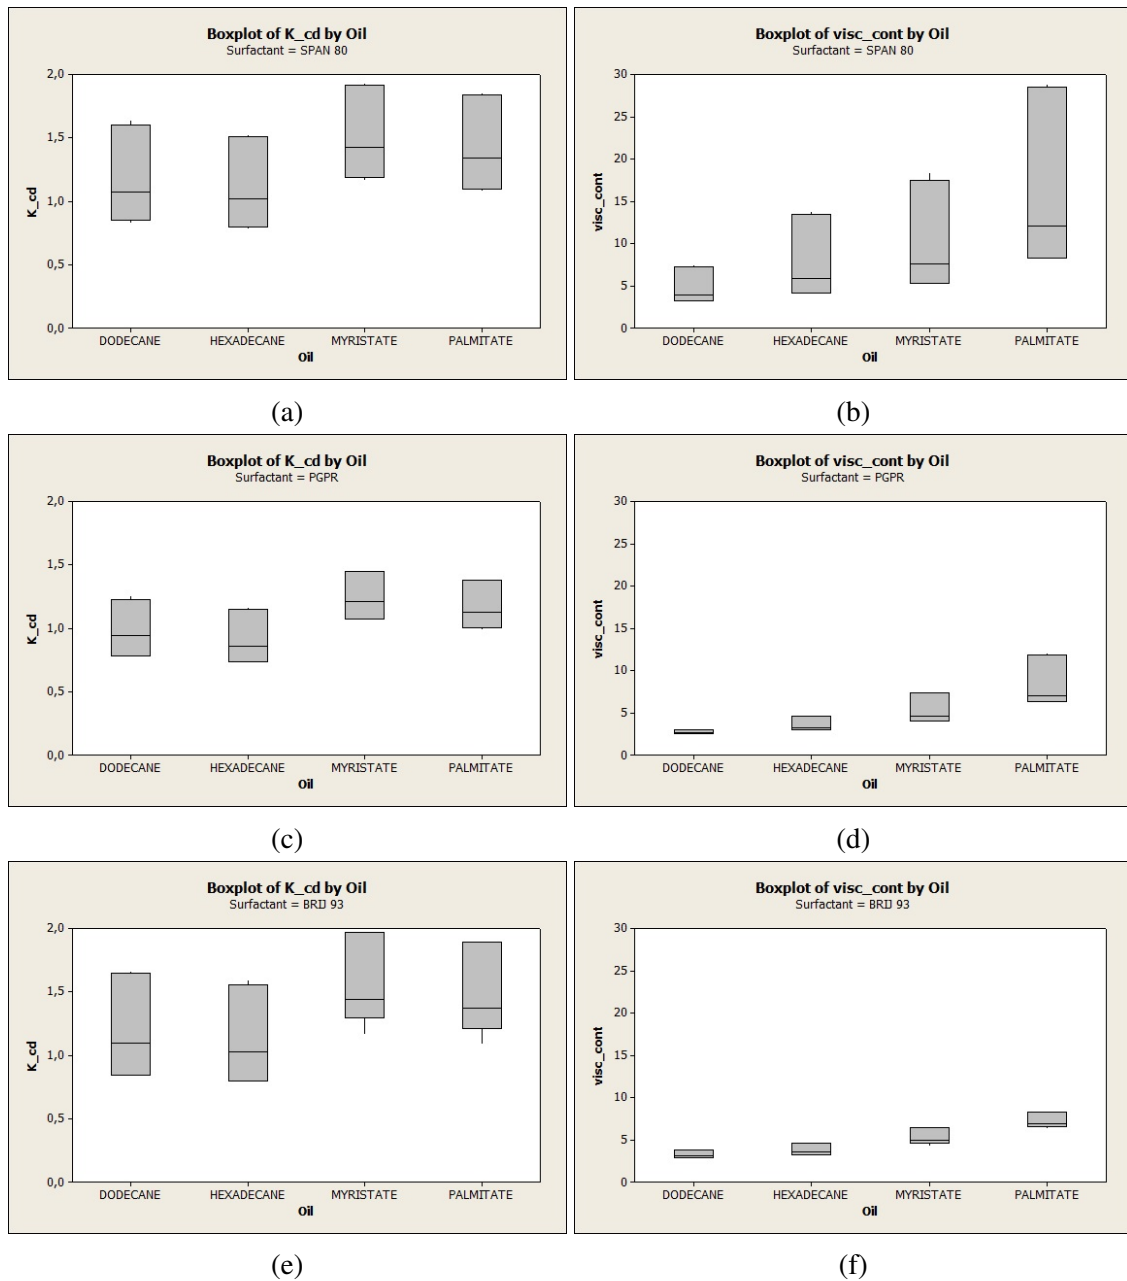 Boxplot of K_cd by Oil
Surfactant = SPAN 80
2,0
1,5
1,0
0,5
0,0
K_cd
DODECANE HEXADECANE MYRISTATE PALMITATE
Oil
(a)
Boxplot of visc_cont by Oil
Surfactant = SPAN 80
30
25
20
15
10
5
0
visc_cont
DODECANE HEXADECANE MYRISTATE PALMITATE
Oil
(b)
Boxplot of K_cd by Oil
Surfactant = PGPR
2,0
1,5
1,0
0,5
0,0
K_cd
DODECANE HEXADECANE MYRISTATE PALMITATE
Oil
(c)
Boxplot of visc_cont by Oil
Surfactant = PGPR
30
25
20
15
10
5
0
visc_cont
DODECANE HEXADECANE MYRISTATE PALMITATE
Oil
(d)
Boxplot of K_cd by Oil
Surfactant = BRIJ 93
2,0
1,5
1,0
0,5
0,0
K_cd
DODECANE HEXADECANE MYRISTATE PALMITATE
Oil
(e)
Boxplot of visc_cont by Oil
Surfactant = BRIJ 93
30
25
20
15
10
5
0
visc_cont
DODECANE HEXADECANE MYRISTATE PALMITATE
Oil
(f)